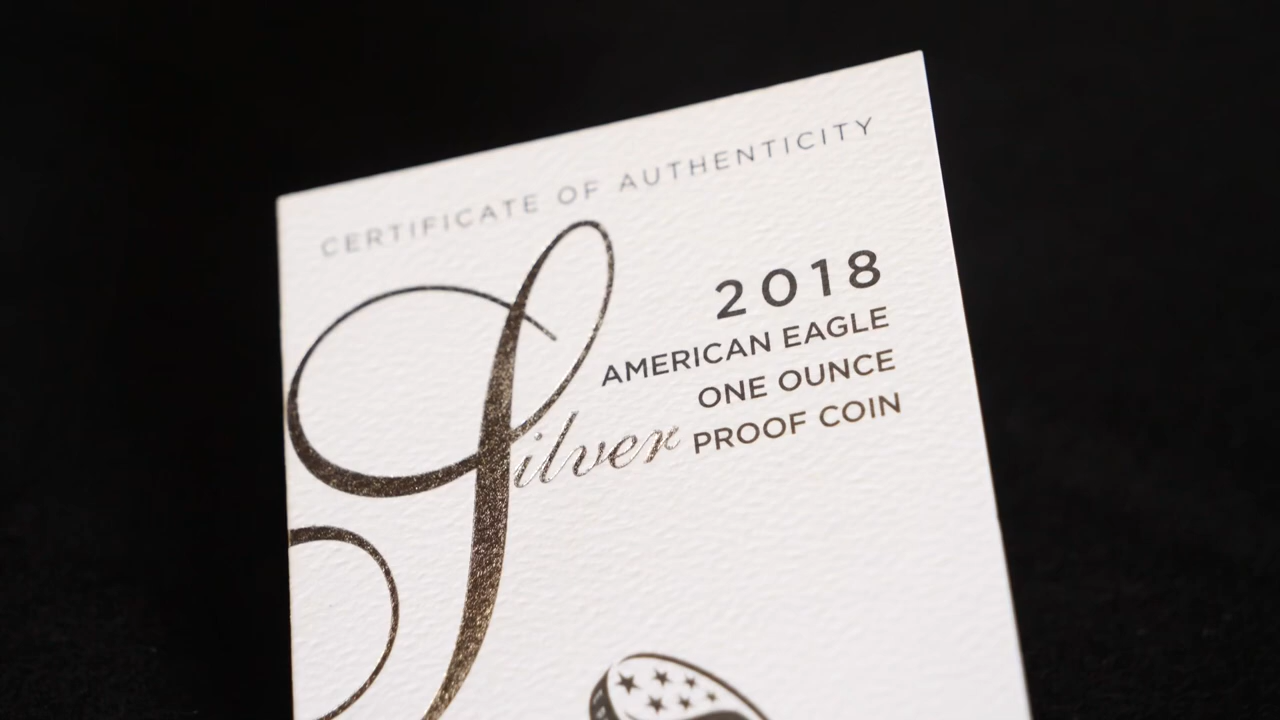 CERTIFICATE OF AUTHENTICITY
2018
AMERICAN EAGLE
ONE OUNCE
Silver PROOF COIN